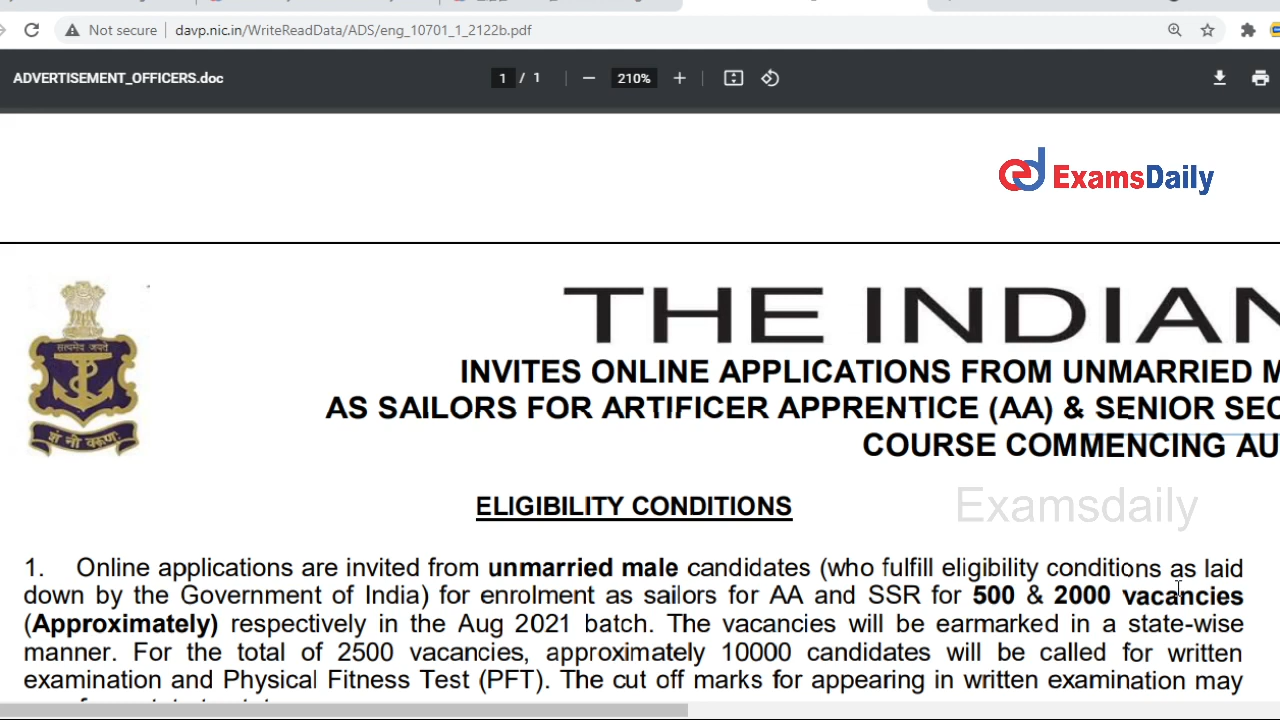 Not secure | davp.nic.in/WriteReadData/ADS/eng_10701_1_2122b.pdf
ADVERTISEMENT_OFFICERS.doc 1 / 1 210%
ExamsDaily
THE INDIAN
सत्यमेव जयते
INVITES ONLINE APPLICATIONS FROM UNMARRIED M
AS SAILORS FOR ARTIFICER APPRENTICE (AA) & SENIOR SEC
COURSE COMMENCING AU
शं नो वरुणः
ELIGIBILITY CONDITIONS
Examsdaily
1. Online applications are invited from unmarried male candidates (who fulfill eligibility conditions as laid
down by the Government of India) for enrolment as sailors for AA and SSR for 500 & 2000 vacancies
(Approximately) respectively in the Aug 2021 batch. The vacancies will be earmarked in a state-wise
manner. For the total of 2500 vacancies, approximately 10000 candidates will be called for written
examination and Physical Fitness Test (PFT). The cut off marks for appearing in written examination may